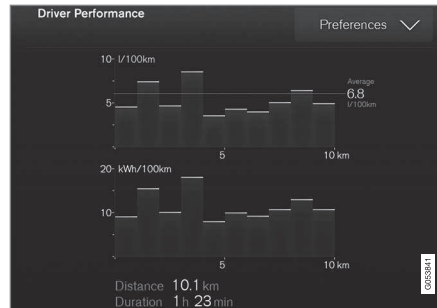 Driver Performance
Preferences
10- l/100km
Average
6.8
l/100km
5-
5
10 km
20- kWh/100km
10-
5
10 km
Distance 10.1 km
Duration 1 h 23 min
G053841